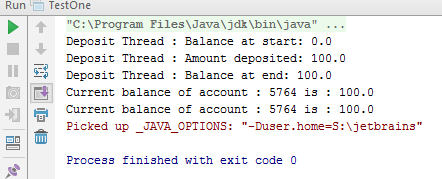 Run TestOne
"C:\Program Files\Java\jdk\bin\java" ...
Deposit Thread : Balance at start: 0.0
Deposit Thread : Amount deposited: 100.0
Deposit Thread : Balance at end: 100.0
Current balance of account : 5764 is : 100.0
Current balance of account : 5764 is : 100.0
Picked up _JAVA_OPTIONS: "-Duser.home=S:\jetbrains"
Process finished with exit code 0